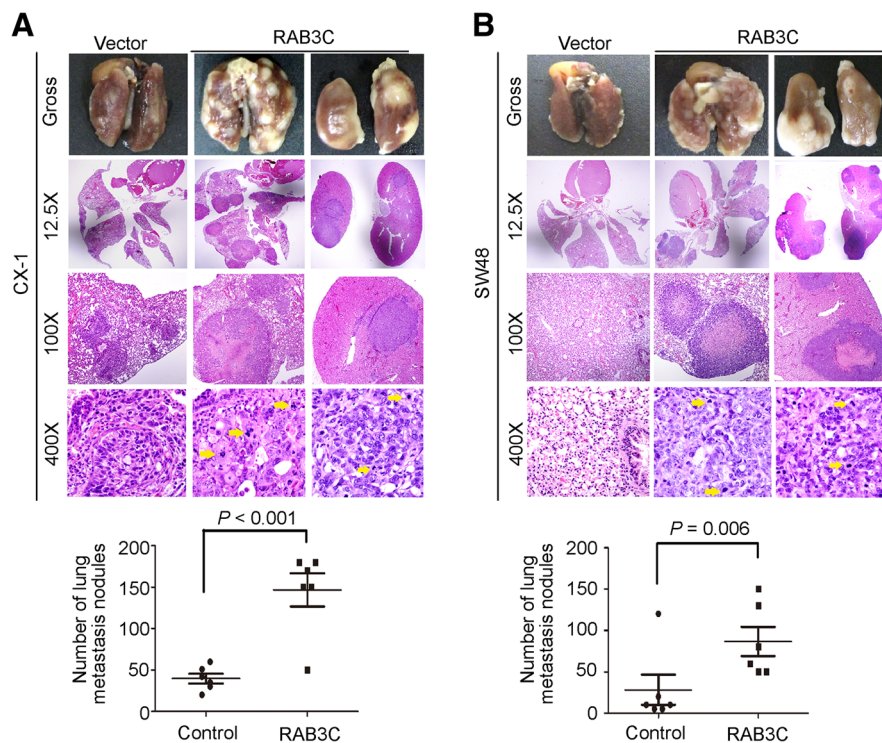 A
Vector
RAB3C
CX-1
Gross
12.5X
100X
400X
P < 0.001
Number of lung
metastasis nodules
200
150
100
50
0
Control
RAB3C
B
Vector
RAB3C
SW48
Gross
12.5X
100X
400X
P = 0.006
Number of lung
metastasis nodules
200
150
100
50
0
Control
RAB3C